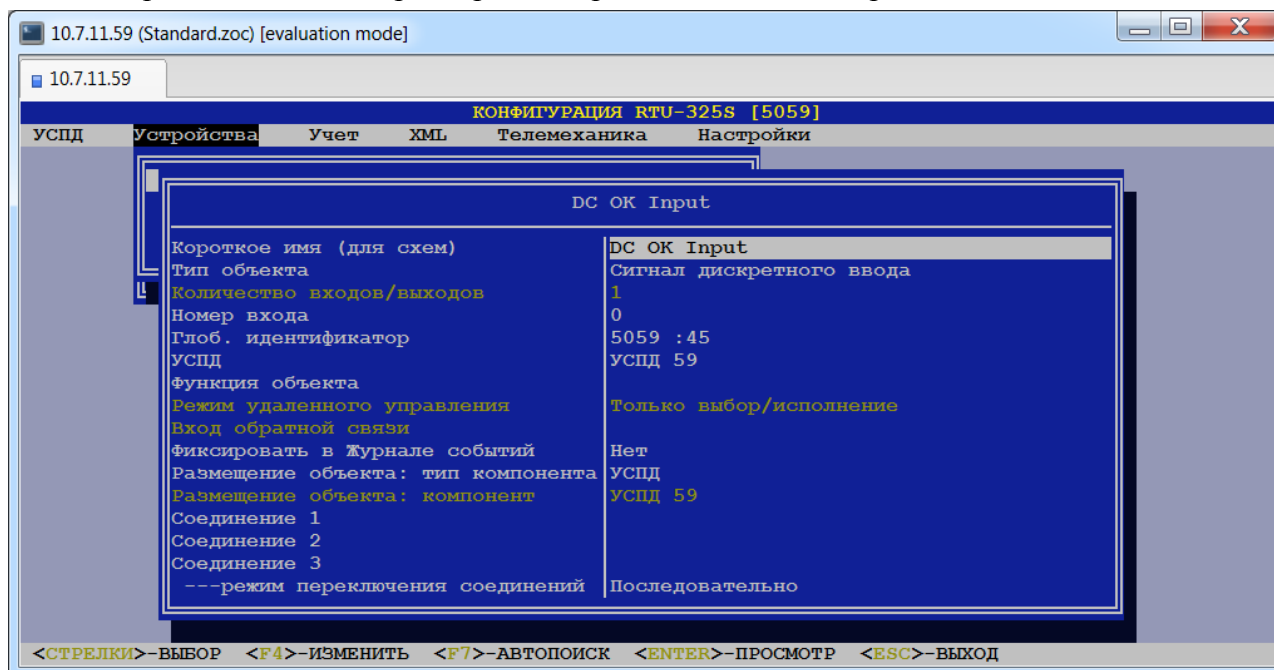 10.7.11.59 (Standard.zoc) [evaluation mode]
10.7.11.59
КОНФИГУРАЦИЯ RTU-325S [5059]
УСПД Устройства Учет XML Телемеханика Настройки
DC OK Input
Короткое имя (для схем) DC OK Input
Тип объекта Сигнал дискретного ввода
Количество входов/выходов 1
Номер входа 0
Глоб. идентификатор 5059 :45
УСПД УСПД 59
Функция объекта
Режим удаленного управления Только выбор/исполнение
Вход обратной связи
Фиксировать в Журнале событий Нет
Размещение объекта: тип компонента УСПД
Размещение объекта: компонент УСПД 59
Соединение 1
Соединение 2
Соединение 3
---режим переключения соединений Последовательно
<СТРЕЛКИ>-ВЫБОР <F4>-ИЗМЕНИТЬ <F7>-АВТОПОИСК <ENTER>-ПРОСМОТР <ESC>-ВЫХОД